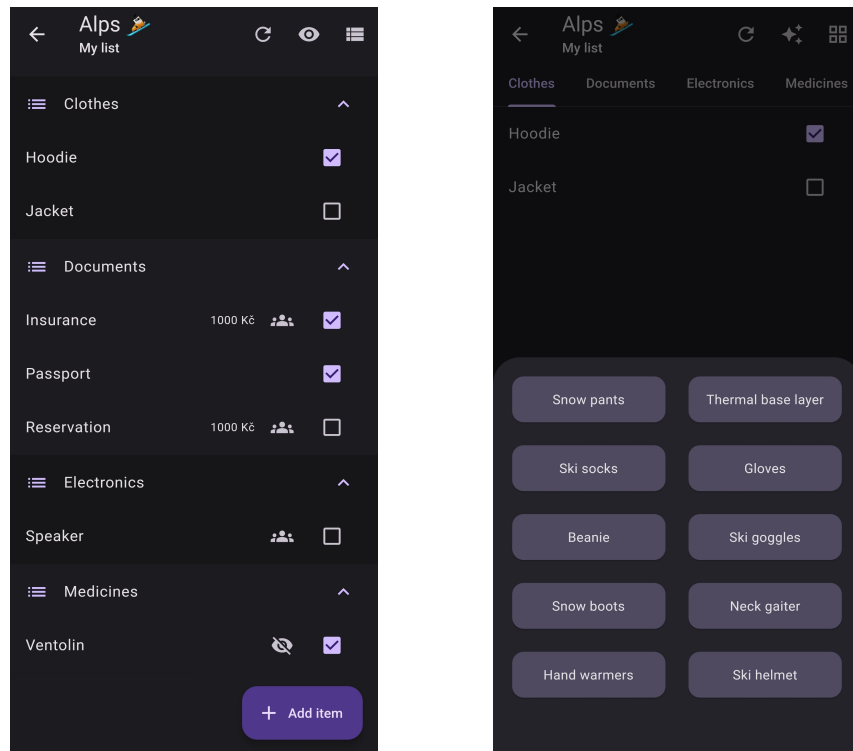 Alps
My list
Clothes
Hoodie
Jacket
Documents
Insurance 1000 Kč
Passport
Reservation 1000 Kč
Electronics
Speaker
Medicines
Ventolin
+ Add item
Alps
My list
Clothes Documents Electronics Medicines
Hoodie
Jacket
Snow pants Thermal base layer
Ski socks Gloves
Beanie Ski goggles
Snow boots Neck gaiter
Hand warmers Ski helmet